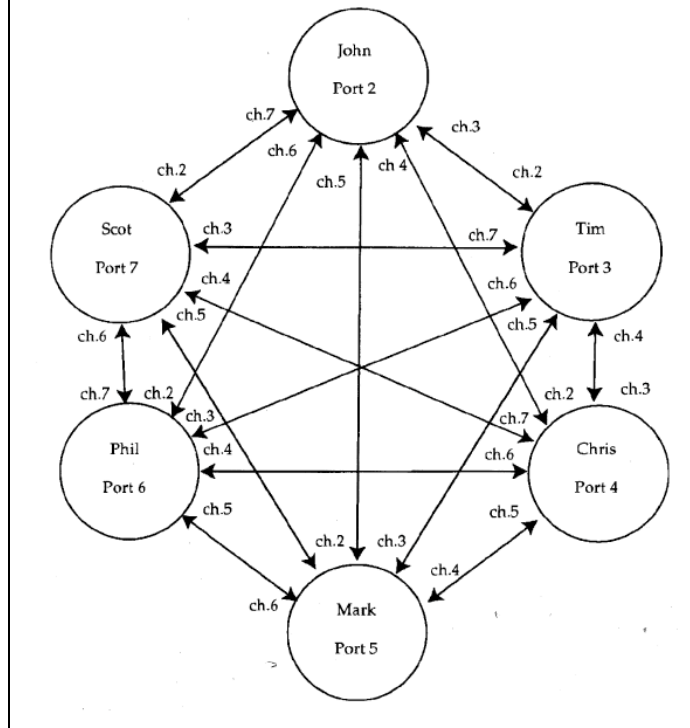 John
Port 2
ch.7
ch.3
ch.6
ch.5
ch 4
ch.2
ch.2
Scot
Port 7
ch.3
ch.7
Tim
Port 3
ch.4
ch.6
ch.5
ch.5
ch.6
ch.4
ch.7
ch.2
ch.3
ch.2
ch.3
ch.7
Phil
Port 6
ch.4
ch.6
Chris
Port 4
ch.5
ch.5
ch.2
ch.3
ch.4
ch.6
Mark
Port 5